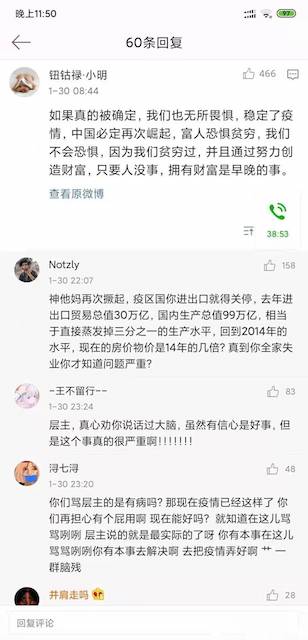 晚上11:50
50
60条回复
钮钴禄·小明
466
1-30 08:44
如果真的被确定，我们也无所畏惧，稳定了疫
情，中国必定再次崛起，富人恐惧贫穷，我们
不会恐惧，因为我们贫穷过，并且通过努力创
造财富，只要人没事，拥有财富是早晚的事。
查看原微博
38:53
Notzly
158
1-30 22:07
神他妈再次撅起，疫区国你进出口就得关停，去年进
出口贸易总值30万亿，国内生产总值99万亿，相当
于直接蒸发掉三分之一的生产水平，回到2014年的
水平，现在的房价物价是14年的几倍？真到你全家失
业你才知道问题严重？
-王不留行--
83
1-30 23:24
层主，真心劝你说话过大脑，虽然有信心是好事，但
是这个事真的很严重啊！！！！！！！
浔七浔
48
1-30 23:20
你们骂层主的是有病吗？那现在疫情已经这样了 你
们再担心有个屁用啊 现在能好吗？就知道在这儿骂
骂咧咧 层主说的就是最实际的了呀 你有本事在这儿
骂骂咧咧你有本事去解决啊 去把疫情弄好啊 艹 一
群脑残
并肩走吗
6
回复评论